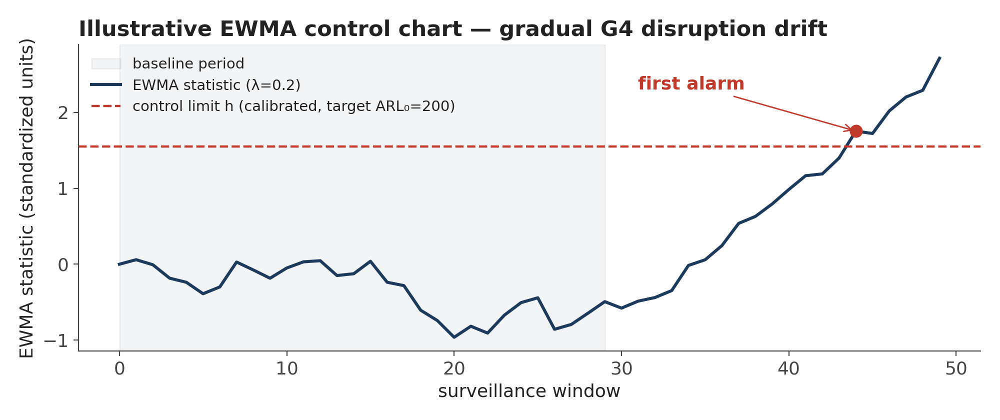 Illustrative EWMA control chart — gradual G4 disruption drift
EWMA statistic (standardized units)
baseline period
EWMA statistic (λ=0.2)
control limit h (calibrated, target ARL₀=200)
first alarm
2
1
0
−1
0 10 20 30 40 50
surveillance window